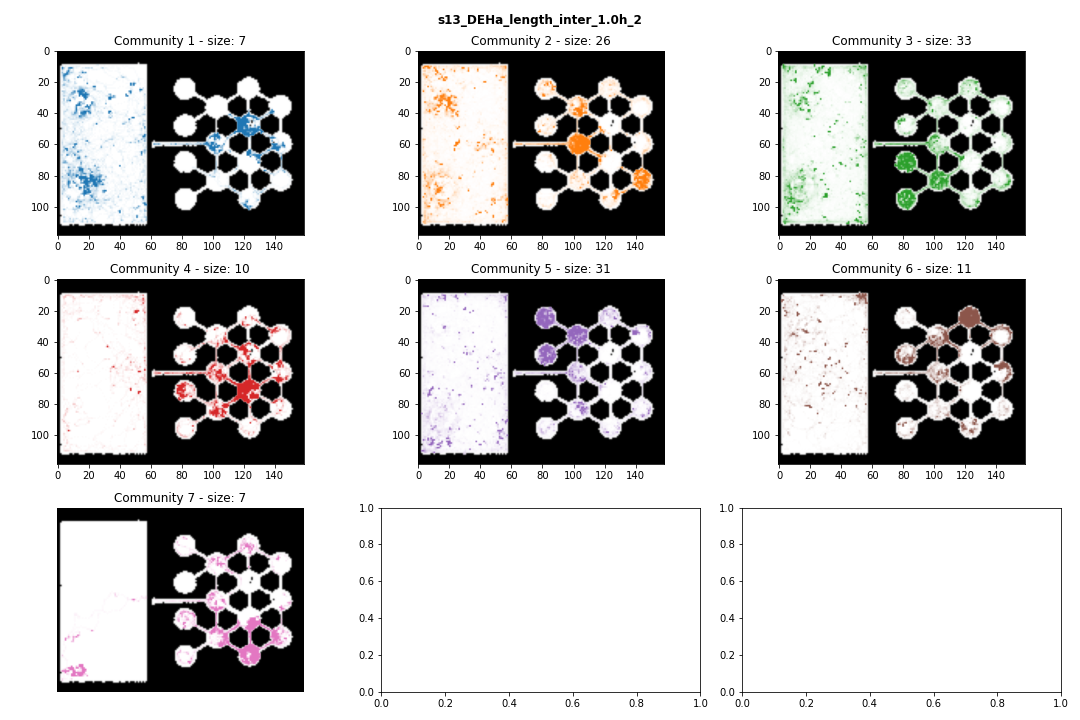 s13_DEHa_length_inter_1.0h_2
Community 1 - size: 7
Community 2 - size: 26
Community 3 - size: 33
0 20 40 60 80 100
0 20 40 60 80 100
0 20 40 60 80 100
0 20 40 60 80 100 120 140
0 20 40 60 80 100 120 140
0 20 40 60 80 100 120 140
Community 4 - size: 10
Community 5 - size: 31
Community 6 - size: 11
0 20 40 60 80 100
0 20 40 60 80 100
0 20 40 60 80 100
0 20 40 60 80 100 120 140
0 20 40 60 80 100 120 140
0 20 40 60 80 100 120 140
Community 7 - size: 7
1.0 0.8 0.6 0.4 0.2 0.0
1.0 0.8 0.6 0.4 0.2 0.0
0.0 0.2 0.4 0.6 0.8 1.0
0.0 0.2 0.4 0.6 0.8 1.0